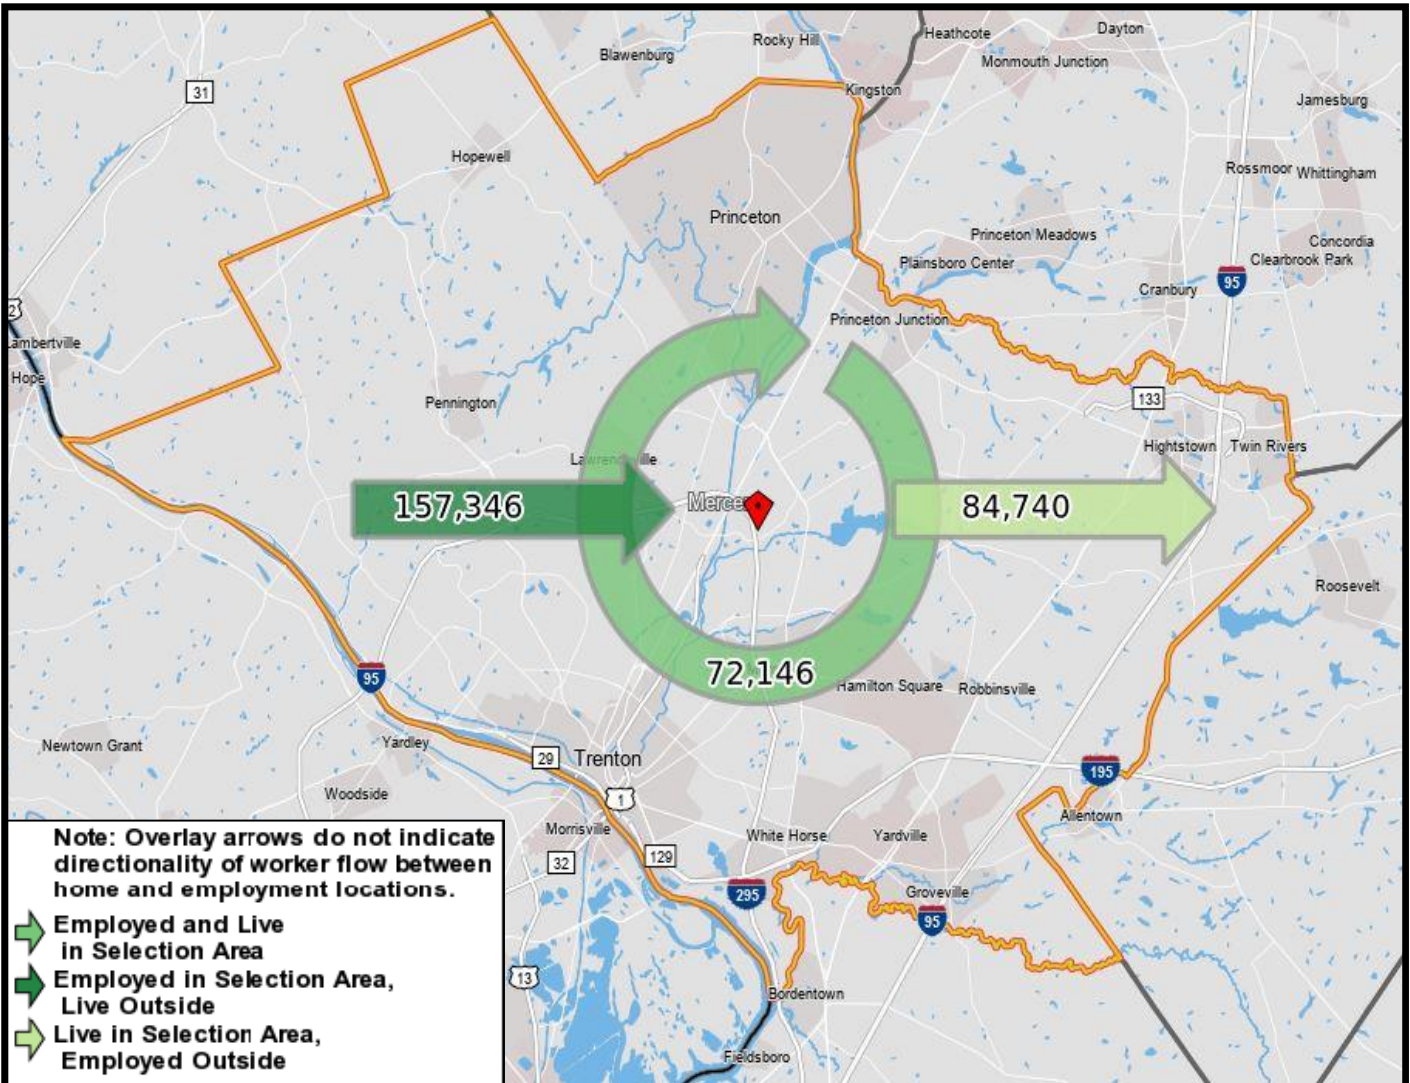 Rocky Hill
Heathcote
Dayton
Blawenburg
Monmouth Junction
31
Kingston
Jamesburg
Hopewell
Rossmoor
Whittingham
Princeton
Princeton Meadows
Concordia
Plainsboro Center
Clearbrook Park
95
Cranbury
2
Princeton Junction
Lambertville
Hope
Pennington
133
Hightstown
Twin Rivers
Lawrenceville
157,346
Mercer
84,740
Roosevelt
72,146
95
Hamilton Square
Robbinsville
Newtown Grant
Yardley
29
Trenton
195
Woodside
1
Allentown
Morrisville
White Horse
Yardville
129
32
295
Groveville
95
13
Bordentown
Fieldsboro
Note: Overlay arrows do not indicate
directionality of worker flow between
home and employment locations.
Employed and Live
in Selection Area
Employed in Selection Area,
Live Outside
Live in Selection Area,
Employed Outside